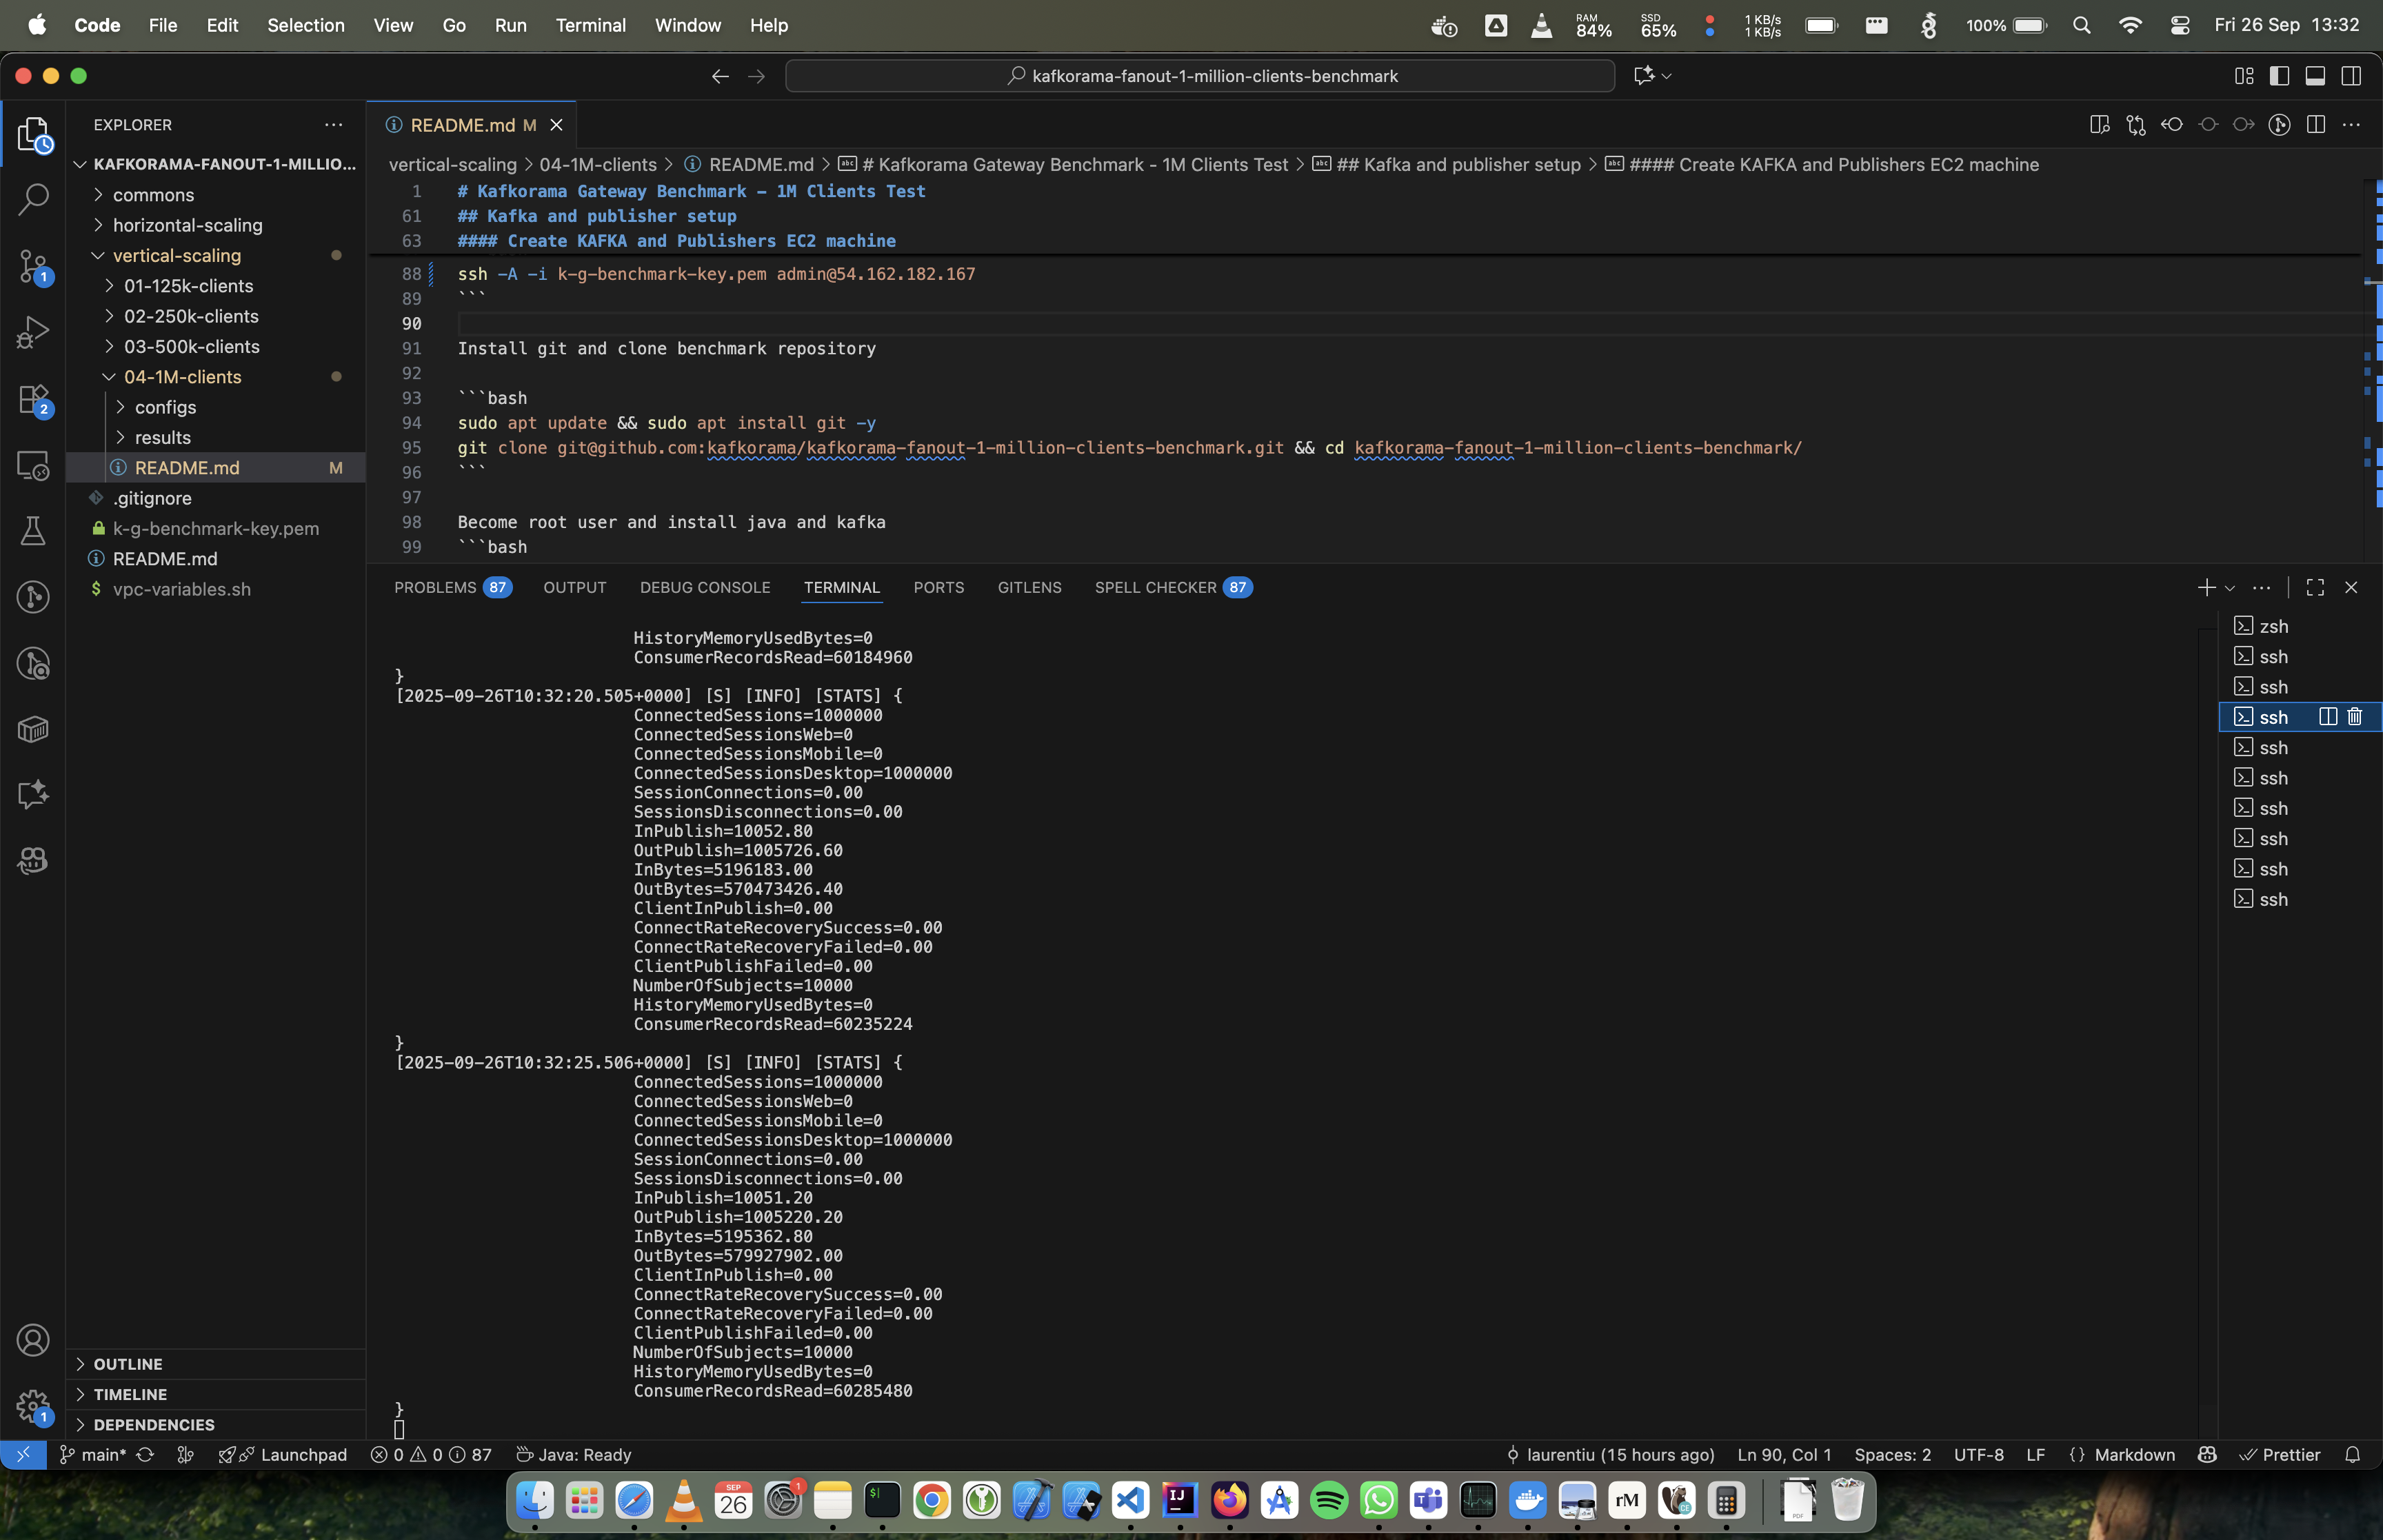 Code File Edit Selection View Go Run Terminal Window Help RAM 84% SSD 65% 1 KB/s 1 KB/s 100% Fri 26 Sep 13:32
kafkorama-fanout-1-million-clients-benchmark
EXPLORER
KAFKORAMA-FANOUT-1-MILLIO...
commons
horizontal-scaling
vertical-scaling
01-125k-clients
02-250k-clients
03-500k-clients
04-1M-clients
configs
results
README.md M
.gitignore
k-g-benchmark-key.pem
README.md
$ vpc-variables.sh
OUTLINE
TIMELINE
DEPENDENCIES
1
2
1
README.md M
vertical-scaling > 04-1M-clients > README.md > # Kafkorama Gateway Benchmark - 1M Clients Test > ## Kafka and publisher setup > #### Create KAFKA and Publishers EC2 machine
1 # Kafkorama Gateway Benchmark - 1M Clients Test
61 ## Kafka and publisher setup
63 #### Create KAFKA and Publishers EC2 machine
88 ssh -A -i k-g-benchmark-key.pem admin@54.162.182.167
89 ```
90
91 Install git and clone benchmark repository
92
93 ```bash
94 sudo apt update && sudo apt install git -y
95 git clone git@github.com:kafkorama/kafkorama-fanout-1-million-clients-benchmark.git && cd kafkorama-fanout-1-million-clients-benchmark/
96 ```
97
98 Become root user and install java and kafka
99 ```bash
PROBLEMS 87 OUTPUT DEBUG CONSOLE TERMINAL PORTS GITLENS SPELL CHECKER 87
HistoryMemoryUsedBytes=0
ConsumerRecordsRead=60184960
}
[2025-09-26T10:32:20.505+0000] [S] [INFO] [STATS] {
ConnectedSessions=1000000
ConnectedSessionsWeb=0
ConnectedSessionsMobile=0
ConnectedSessionsDesktop=1000000
SessionConnections=0.00
SessionsDisconnections=0.00
InPublish=10052.80
OutPublish=1005726.60
InBytes=5196183.00
OutBytes=570473426.40
ClientInPublish=0.00
ConnectRateRecoverySuccess=0.00
ConnectRateRecoveryFailed=0.00
ClientPublishFailed=0.00
NumberOfSubjects=10000
HistoryMemoryUsedBytes=0
ConsumerRecordsRead=60235224
}
[2025-09-26T10:32:25.506+0000] [S] [INFO] [STATS] {
ConnectedSessions=1000000
ConnectedSessionsWeb=0
ConnectedSessionsMobile=0
ConnectedSessionsDesktop=1000000
SessionConnections=0.00
SessionsDisconnections=0.00
InPublish=10051.20
OutPublish=1005220.20
InBytes=5195362.80
OutBytes=579927902.00
ClientInPublish=0.00
ConnectRateRecoverySuccess=0.00
ConnectRateRecoveryFailed=0.00
ClientPublishFailed=0.00
NumberOfSubjects=10000
HistoryMemoryUsedBytes=0
ConsumerRecordsRead=60285480
}
zsh
ssh
ssh
ssh
ssh
ssh
ssh
ssh
ssh
ssh
main* Launchpad 0 0 87 Java: Ready laurentiu (15 hours ago) Ln 90, Col 1 Spaces: 2 UTF-8 LF {} Markdown Prettier
SEP 26 1 $ IJ rM CE PDF